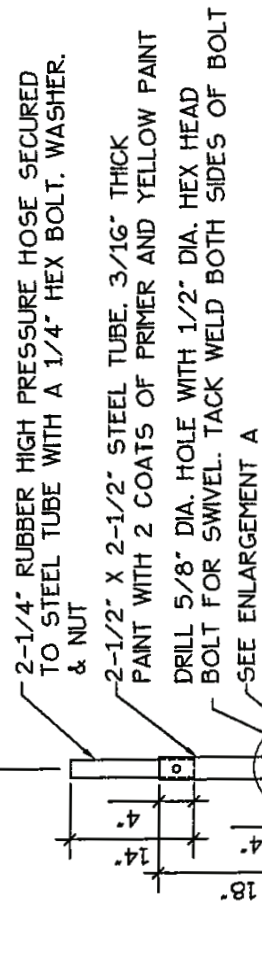 2-1/4" RUBBER HIGH PRESSURE HOSE SECURED
TO STEEL TUBE WITH A 1/4" HEX BOLT, WASHER,
& NUT
2-1/2" X 2-1/2" STEEL TUBE, 3/16" THICK
PAINT WITH 2 COATS OF PRIMER AND YELLOW PAINT
DRILL 5/8" DIA. HOLE WITH 1/2" DIA. HEX HEAD
BOLT FOR SWIVEL. TACK WELD BOTH SIDES OF BOLT
SEE ENLARGEMENT A
4"
14"
4"
18"